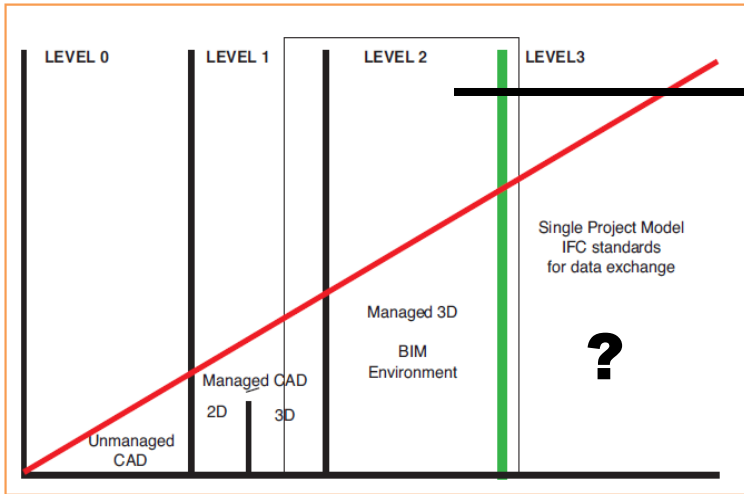 LEVEL 0
LEVEL 1
LEVEL 2
LEVEL3
Single Project Model
IFC standards
for data exchange
Managed 3D
BIM
Environment
?
Managed CAD
2D
3D
Unmanaged
CAD